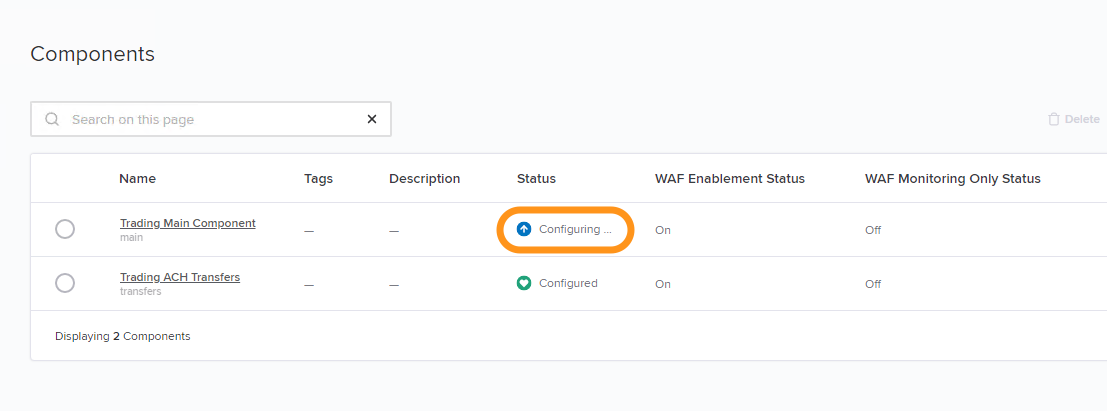 Components
Search on this page
Delete
Name Tags Description Status WAF Enablement Status WAF Monitoring Only Status
Trading Main Component — — Configuring ... On Off
main
Trading ACH Transfers — — Configured On Off
transfers
Displaying 2 Components